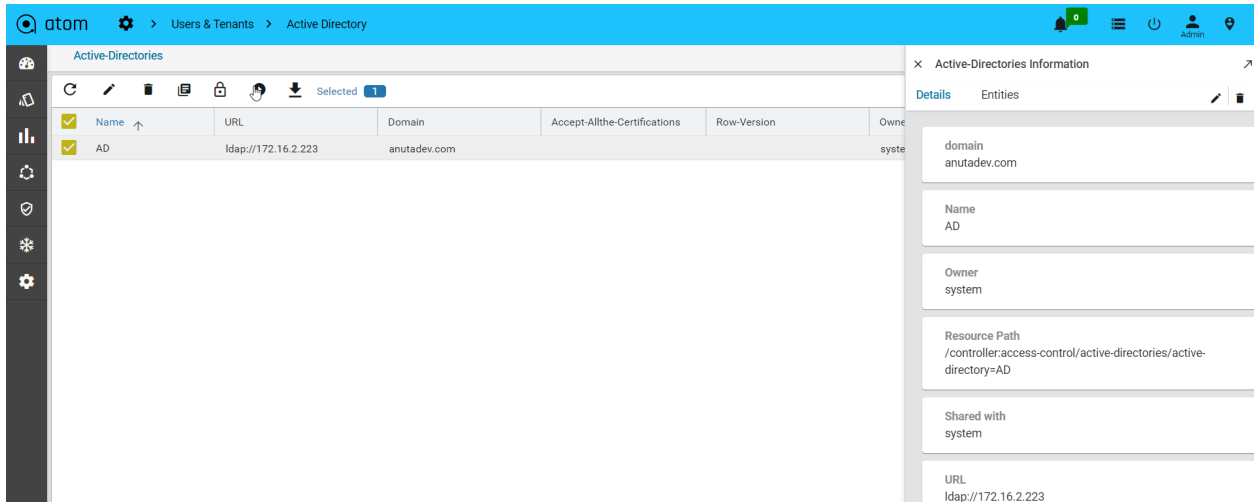 atom > Users & Tenants > Active Directory
0
Admin
Active-Directories
Selected 1
Name URL Domain Accept-Allthe-Certifications Row-Version Owne
AD ldap://172.16.2.223 anutadev.com syste
Active-Directories Information
Details Entities
domain
anutadev.com
Name
AD
Owner
system
Resource Path
/controller:access-control/active-directories/active-
directory=AD
Shared with
system
URL
ldap://172.16.2.223